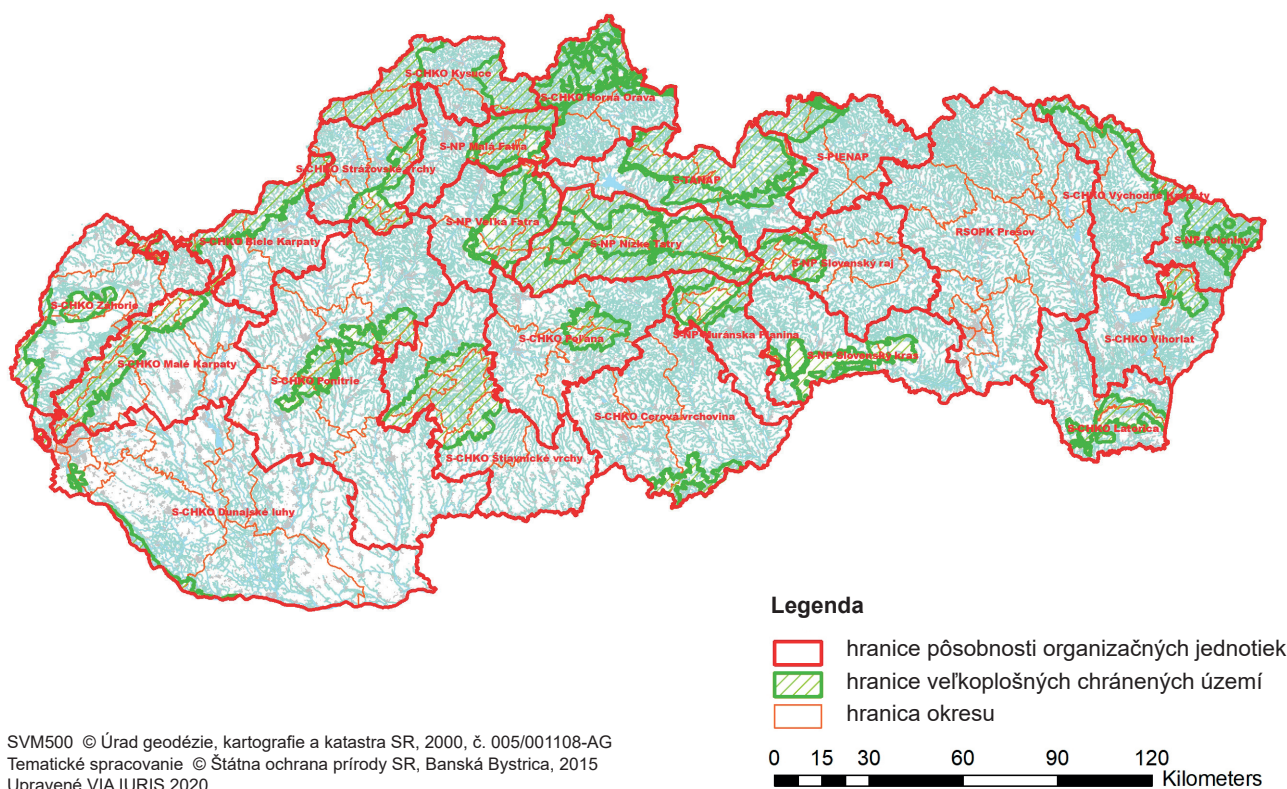 S-CHKO Kysuce
S-CHKO Horná Orava
S-NP Malá Fatra
S-CHKO Strážovské vrchy
S-TANAP
S-PIENAP
S-CHKO Východné Karpaty
S-NP Veľká Fatra
RSOPK Prešov
S-CHKO Biele Karpaty
S-NP Nízke Tatry
S-NP Poloniny
S-NP Slovenský raj
S-CHKO Záhorie
S-CHKO Poľana
S-NP Muránska Planina
S-CHKO Vihorlat
S-NP Slovenský kras
S-CHKO Malé Karpaty
S-CHKO Ponitrie
S-CHKO Cerová vrchovina
S-CHKO Latorica
S-CHKO Štiavnické vrchy
S-CHKO Dunajské luhy
Legenda
hranice pôsobnosti organizačných jednotiek
hranice veľkoplošných chránených území
hranica okresu
SVM500 © Úrad geodézie, kartografie a katastra SR, 2000, č. 005/001108-AG
Tematické spracovanie © Štátna ochrana prírody SR, Banská Bystrica, 2015
Upravené VIA IURIS 2020
0 15 30 60 90 120
Kilometers